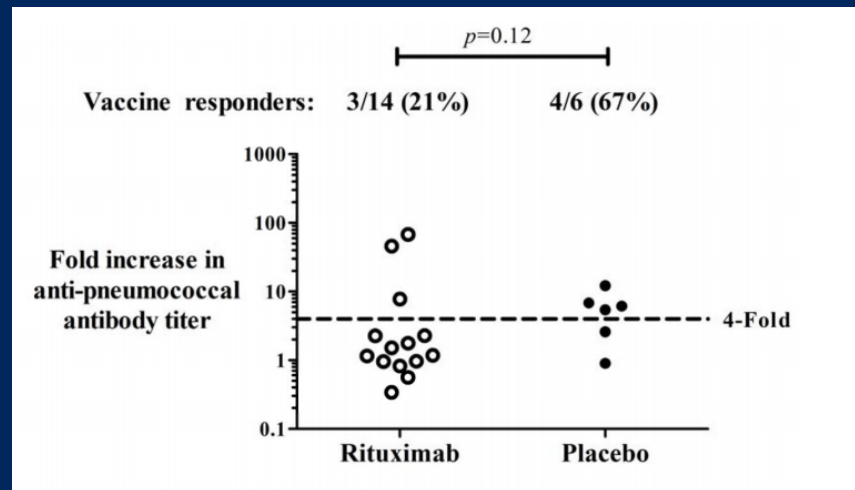 p=0.12
Vaccine responders: 3/14 (21%) 4/6 (67%)
1000
100
Fold increase in
anti-pneumococcal
antibody titer
10
4-Fold
1
0.1
Rituximab Placebo